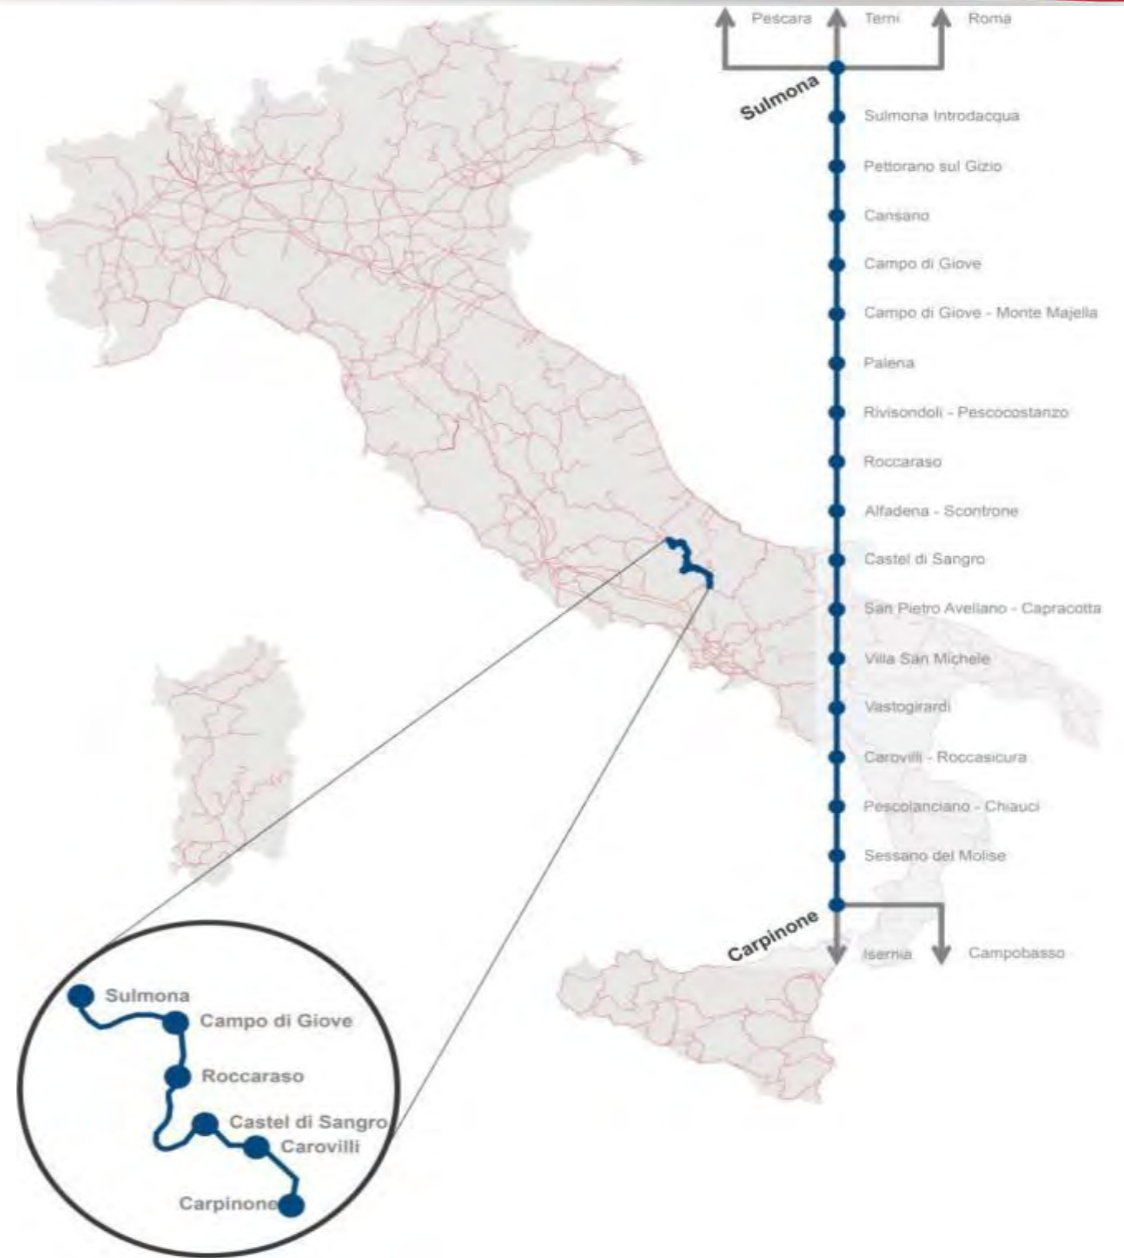 Pescara
Terni
Roma
Sulmona
Sulmona Introdacqua
Pettorano sul Gizio
Cansano
Campo di Giove
Campo di Giove - Monte Majella
Palena
Rivisondoli - Pescocostanzo
Roccaraso
Alfadena - Scontrone
Castel di Sangro
San Pietro Avellano - Capracotta
Villa San Michele
Vastogirardi
Carovilli - Roccasicura
Pescolanciano - Chiauci
Sessano del Molise
Carpinone
Isernia
Campobasso
Sulmona
Campo di Giove
Roccaraso
Castel di Sangro
Carovilli
Carpinone